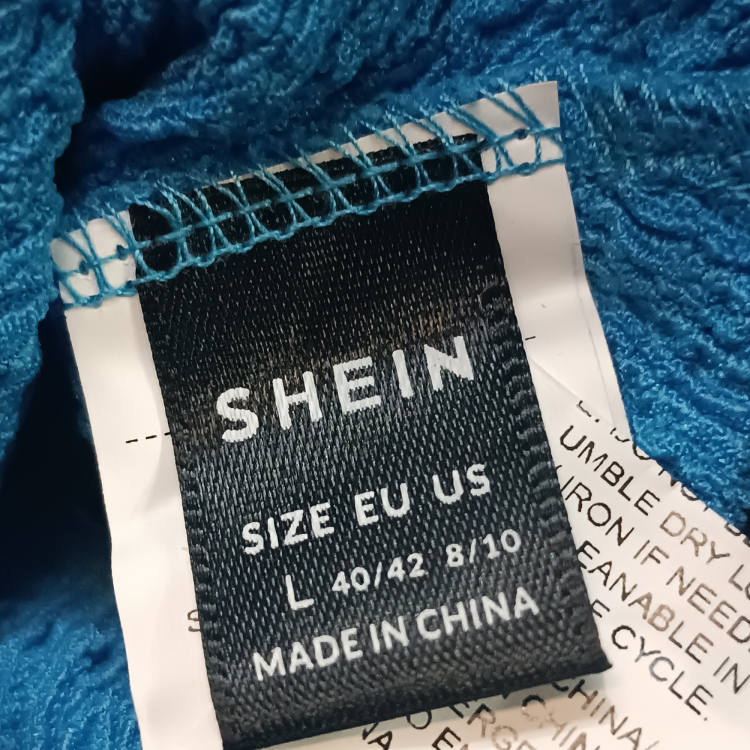 SHEIN
SIZE EU US
L 40/42 8/10
MADE IN CHINA
UMBLE DRY L
IRON IF NEED
EANABLE IN
E CYCLE.
CHINA/